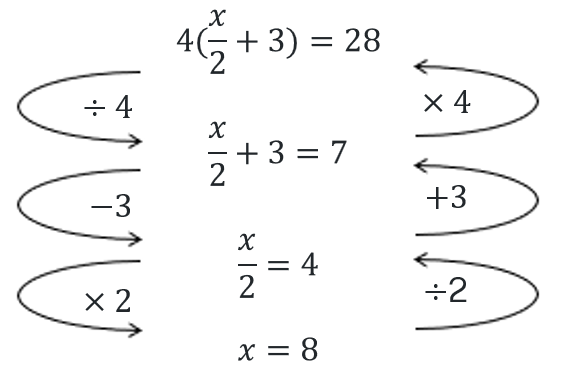 4(x/2 + 3) = 28
÷ 4
× 4
x/2 + 3 = 7
−3
+3
x/2 = 4
× 2
÷2
x = 8